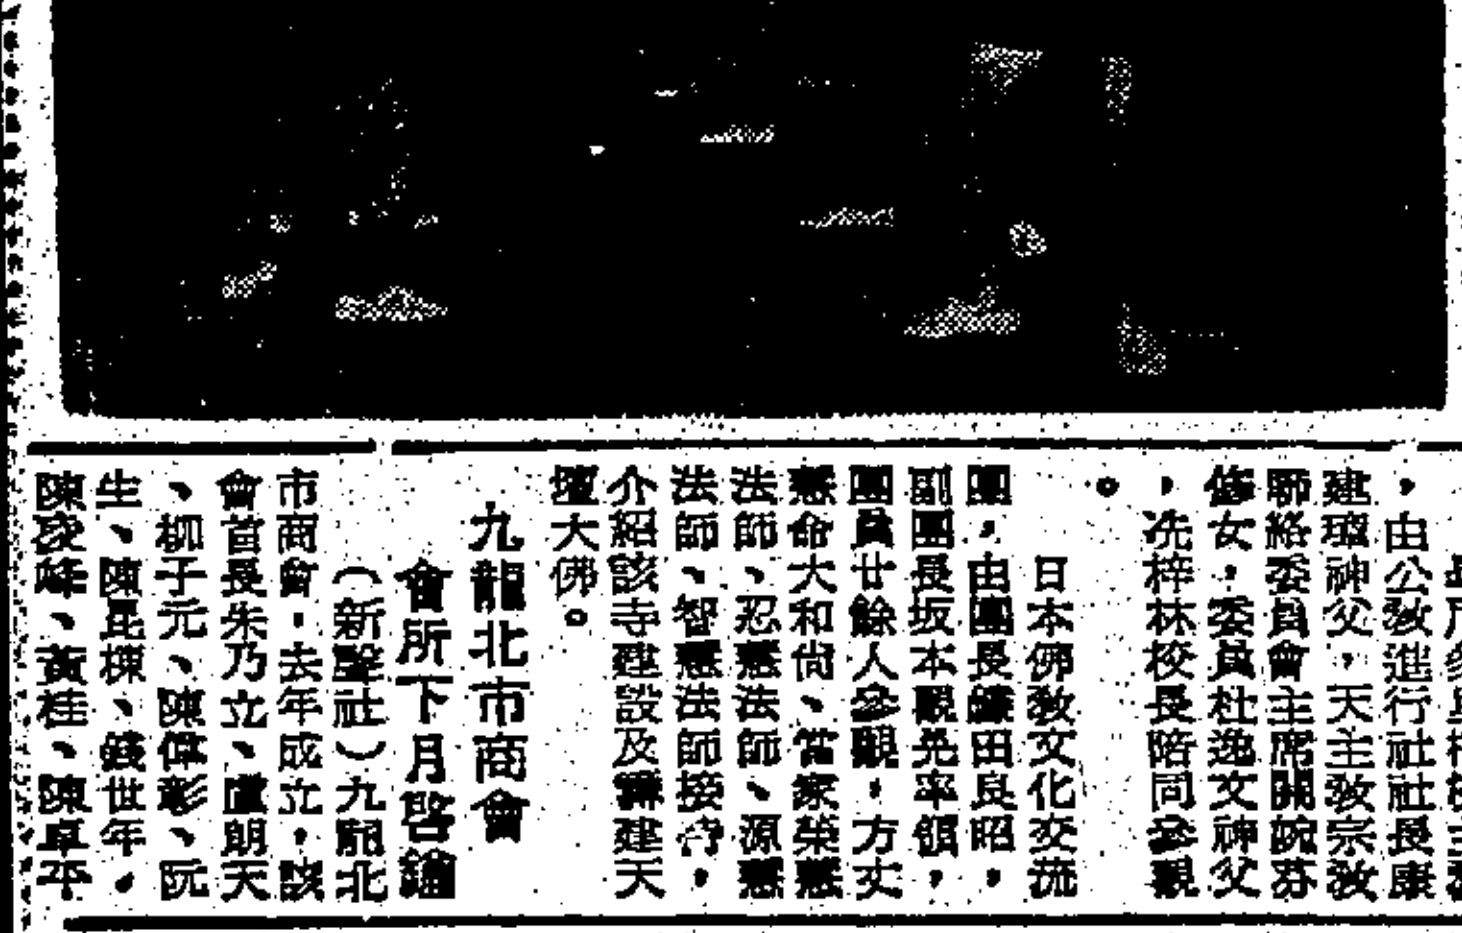 ，由公敎進行社社長康
建璇神父，天主敎宗敎
聯絡委員會主席關婉芬
修女，委員杜逸文神父
，冼梓林校長陪同參觀
。
日本佛敎文化交流
團，由團長鎌田良昭，
副團長坂本觀晃率領，
團員廿餘人參觀，方丈
慧命大和尙、當家榮慧
法師、忍慧法師、源慧
法師、智慧法師接待，
介紹該寺建設及籌建天
壇大佛。
九龍北市商會
會所下月啓鑰
（新聲社）九龍北
市商會，去年成立，該
會首長朱乃立、盧朗天
、柳子元、陳偉彰、阮
生、陳昆棟、錢世年，
陳峰、黃桂、陳卓平